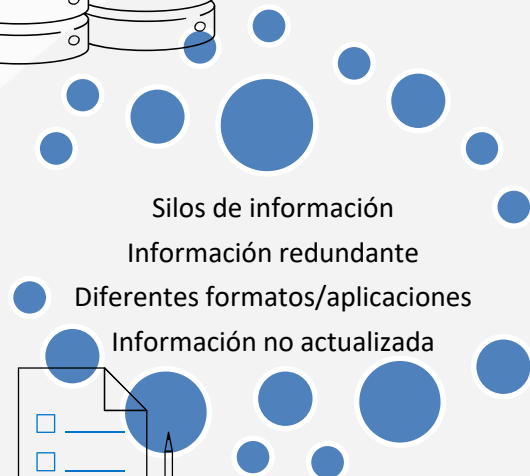 Silos de información
Información redundante
Diferentes formatos/aplicaciones
Información no actualizada